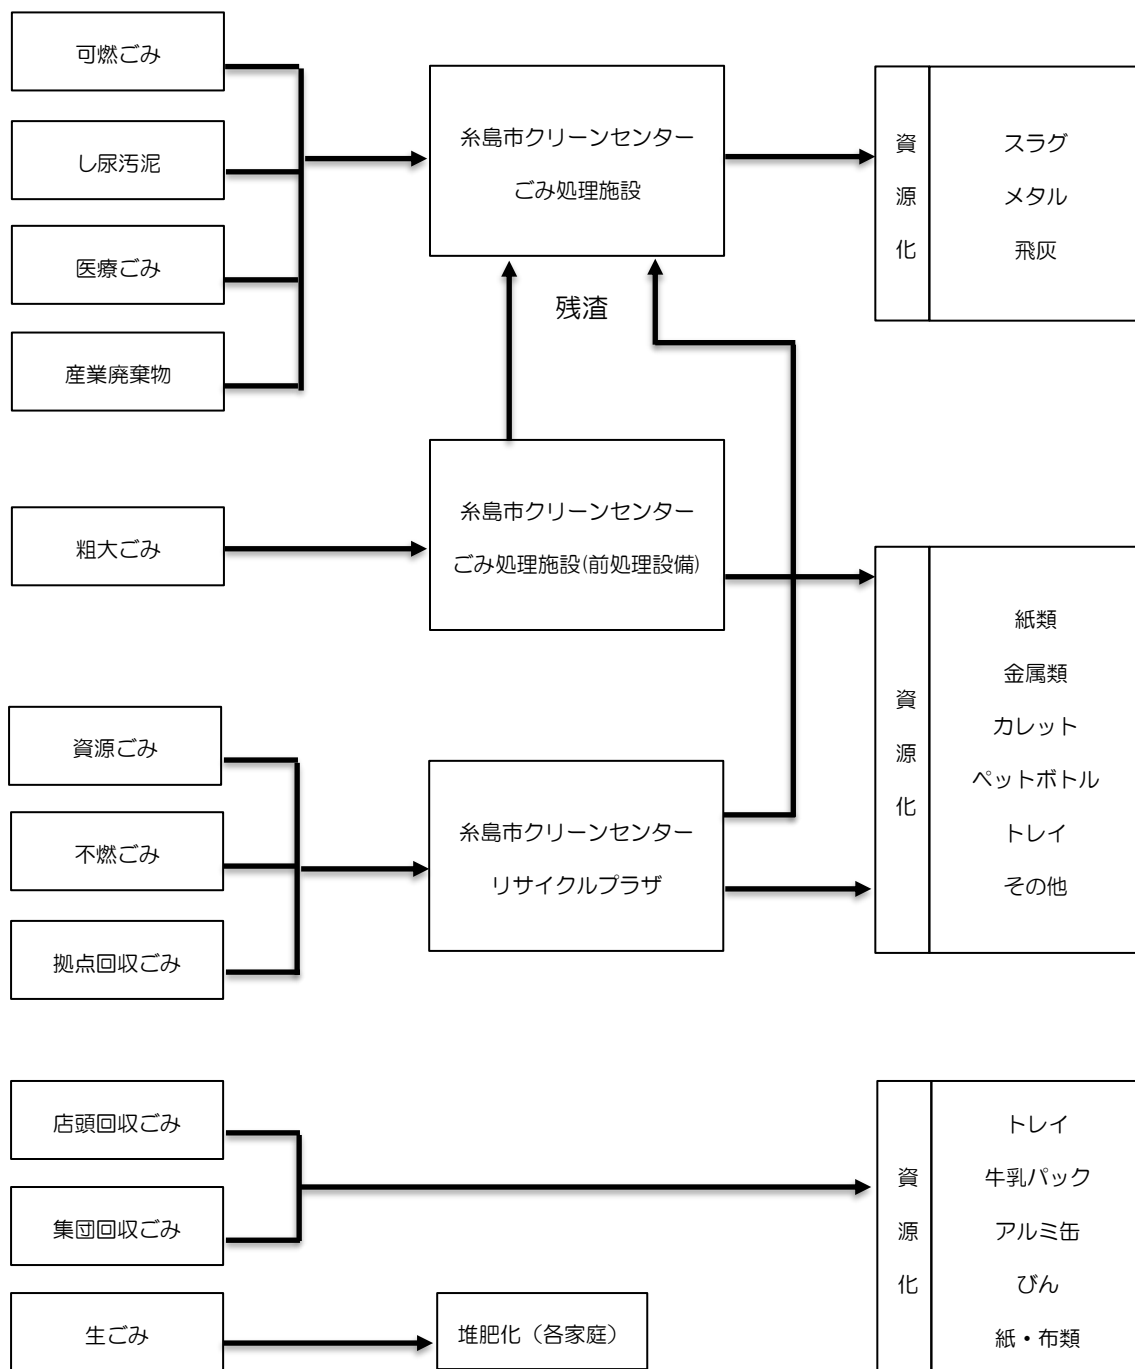 可燃ごみ
し尿汚泥
医療ごみ
産業廃棄物
糸島市クリーンセンター
ごみ処理施設
資源化
スラグ
メタル
飛灰
残渣
粗大ごみ
糸島市クリーンセンター
ごみ処理施設(前処理設備)
資源ごみ
不燃ごみ
拠点回収ごみ
糸島市クリーンセンター
リサイクルプラザ
資源化
紙類
金属類
カレット
ペットボトル
トレイ
その他
店頭回収ごみ
集団回収ごみ
資源化
トレイ
牛乳パック
アルミ缶
びん
紙・布類
生ごみ
堆肥化（各家庭）